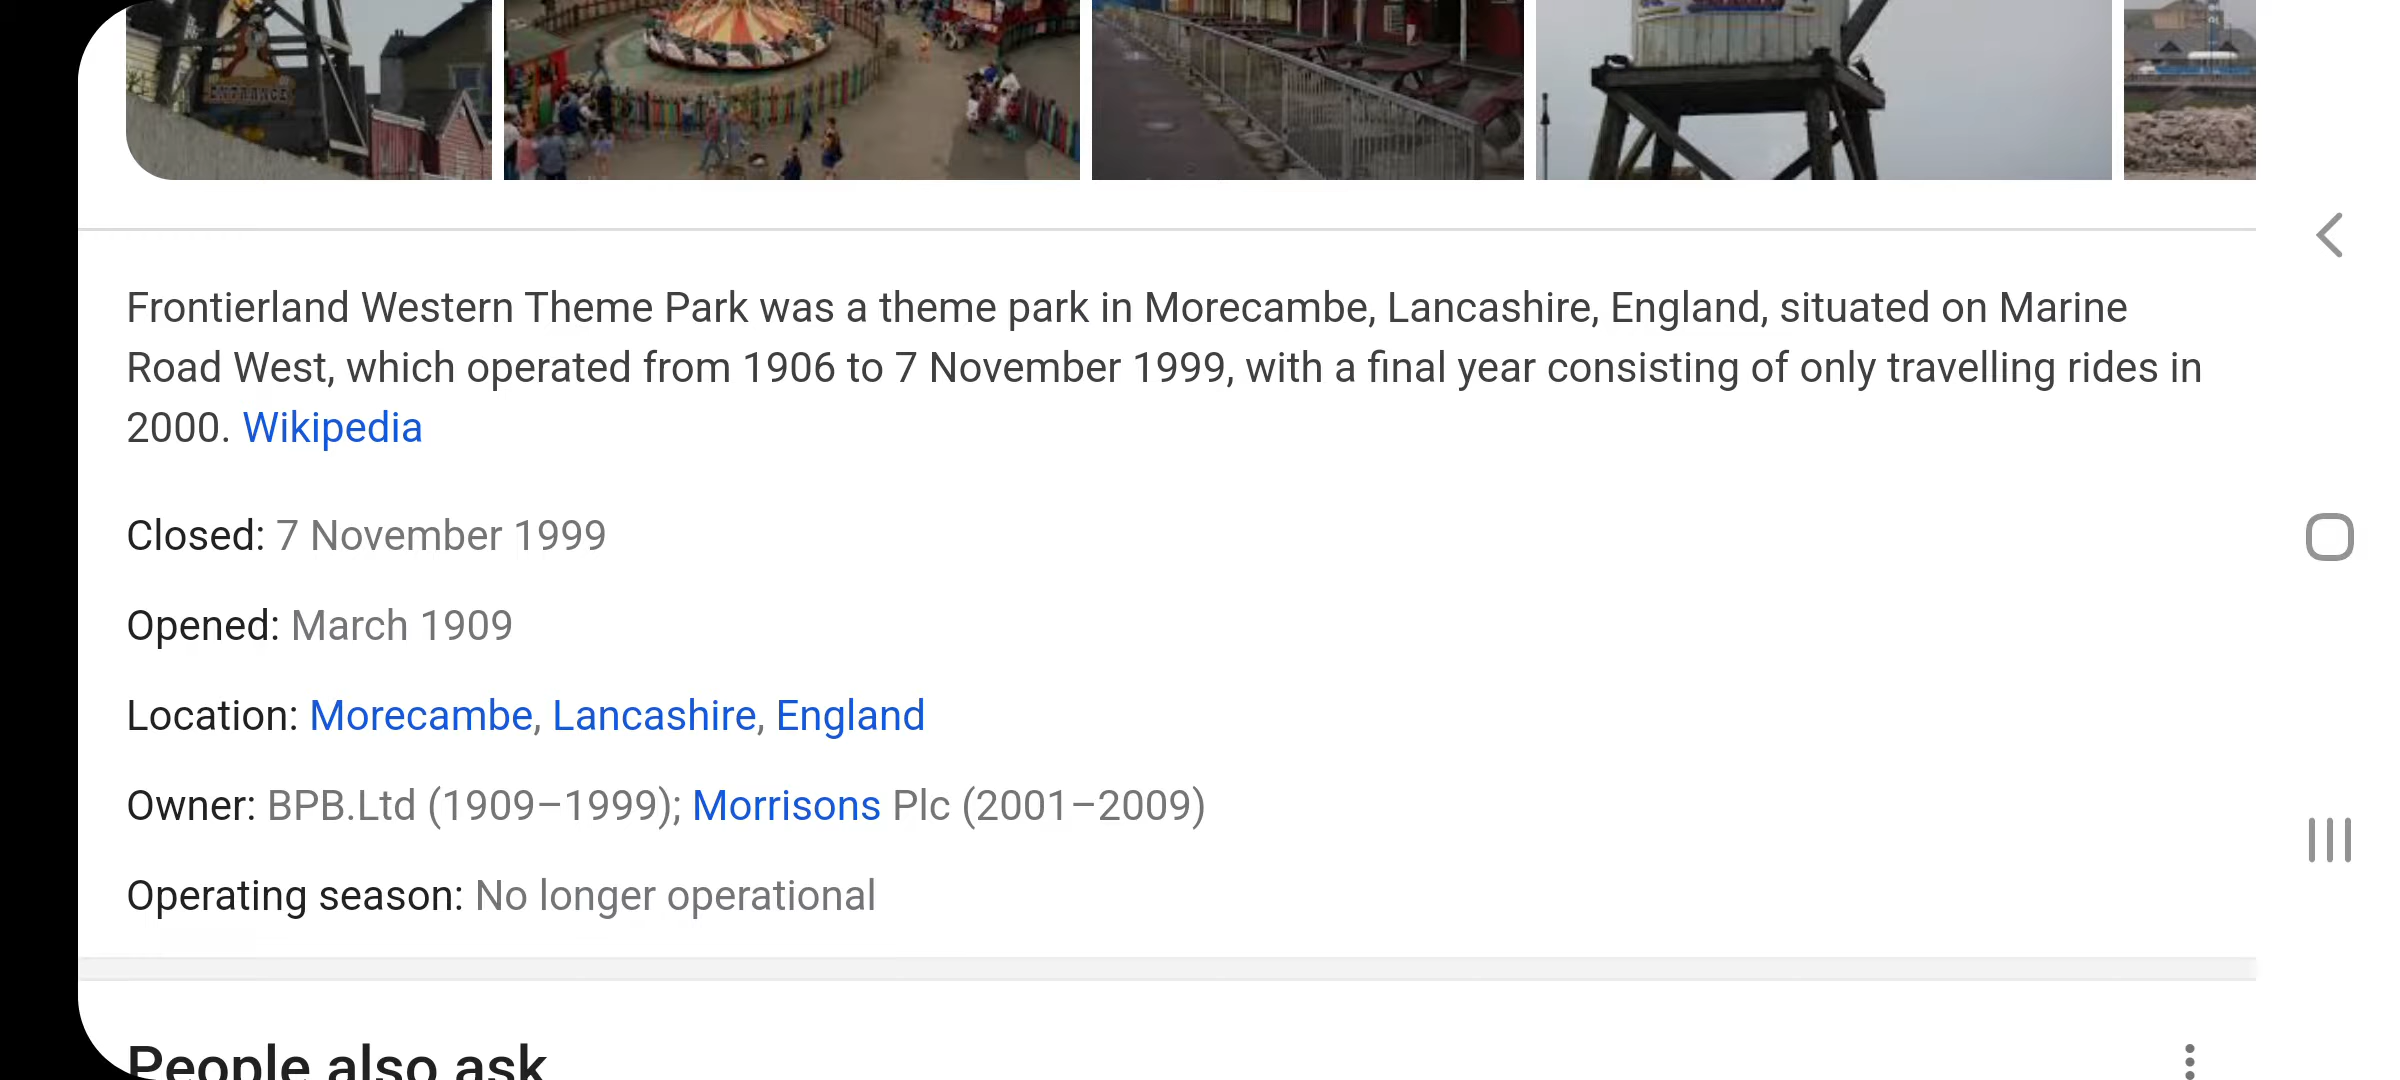 ENTRANCE
Frontierland Western Theme Park was a theme park in Morecambe, Lancashire, England, situated on Marine
Road West, which operated from 1906 to 7 November 1999, with a final year consisting of only travelling rides in
2000. Wikipedia
Closed: 7 November 1999
Opened: March 1909
Location: Morecambe, Lancashire, England
Owner: BPB.Ltd (1909–1999); Morrisons Plc (2001–2009)
Operating season: No longer operational
People also ask